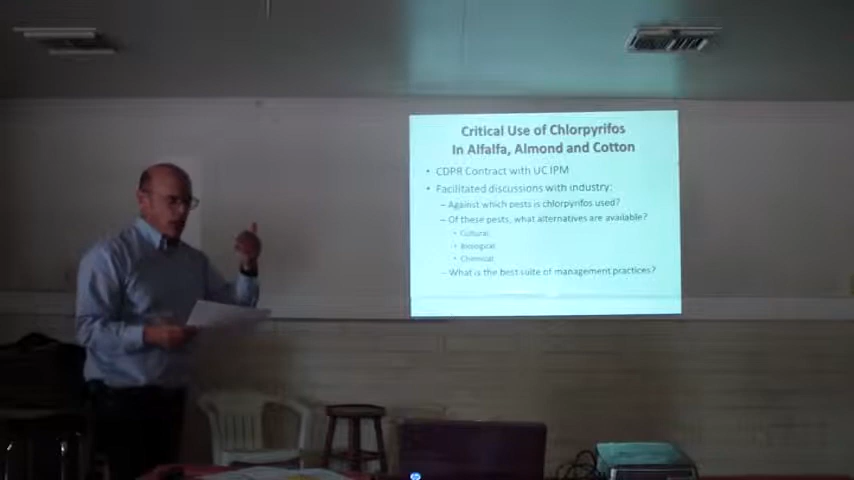 Critical Use of Chlorpyrifos
In Alfalfa, Almond and Cotton
• CDPR Contract with UC IPM
• Facilitated discussions with industry:
– Against which pests is chlorpyrifos used?
– Of these pests, what alternatives are available?
• Cultural
• Biological
• Chemical
– What is the best suite of management practices?
hp